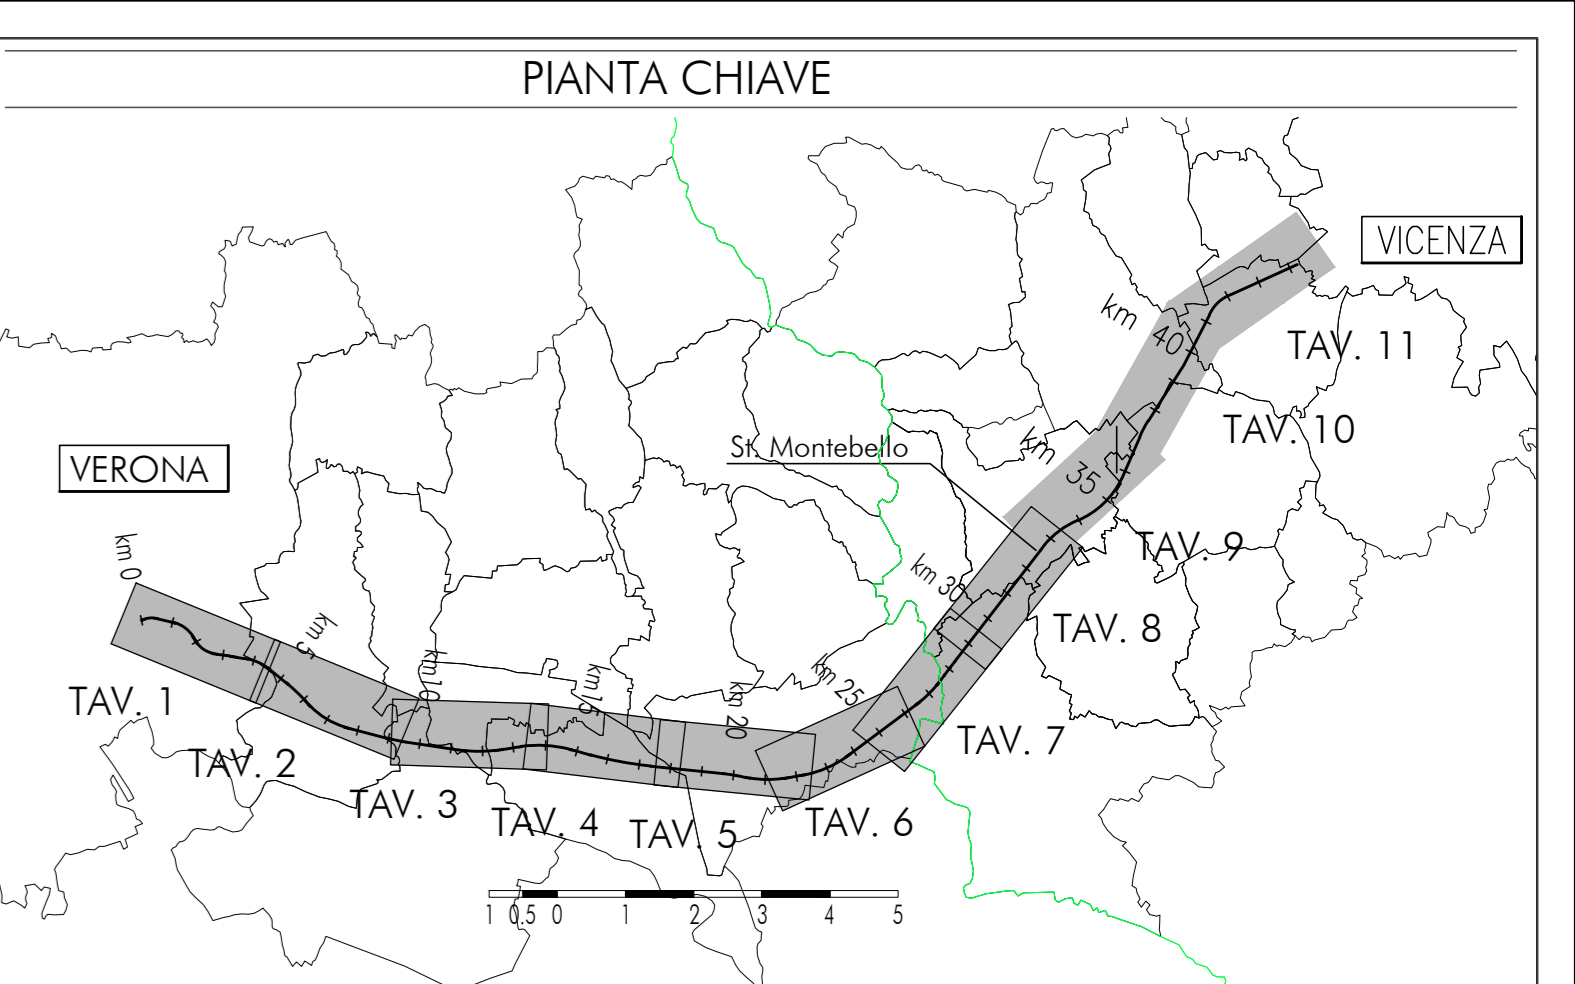 PIANTA CHIAVE
VICENZA
km 40
TAV. 11
TAV. 10
St. Montebello
km 35
VERONA
km 0
TAV. 9
km 30
TAV. 8
km 5
km 10
km 15
km 20
km 25
TAV. 1
TAV. 2
TAV. 3
TAV. 4
TAV. 5
TAV. 6
TAV. 7
1 0.5 0 1 2 3 4 5